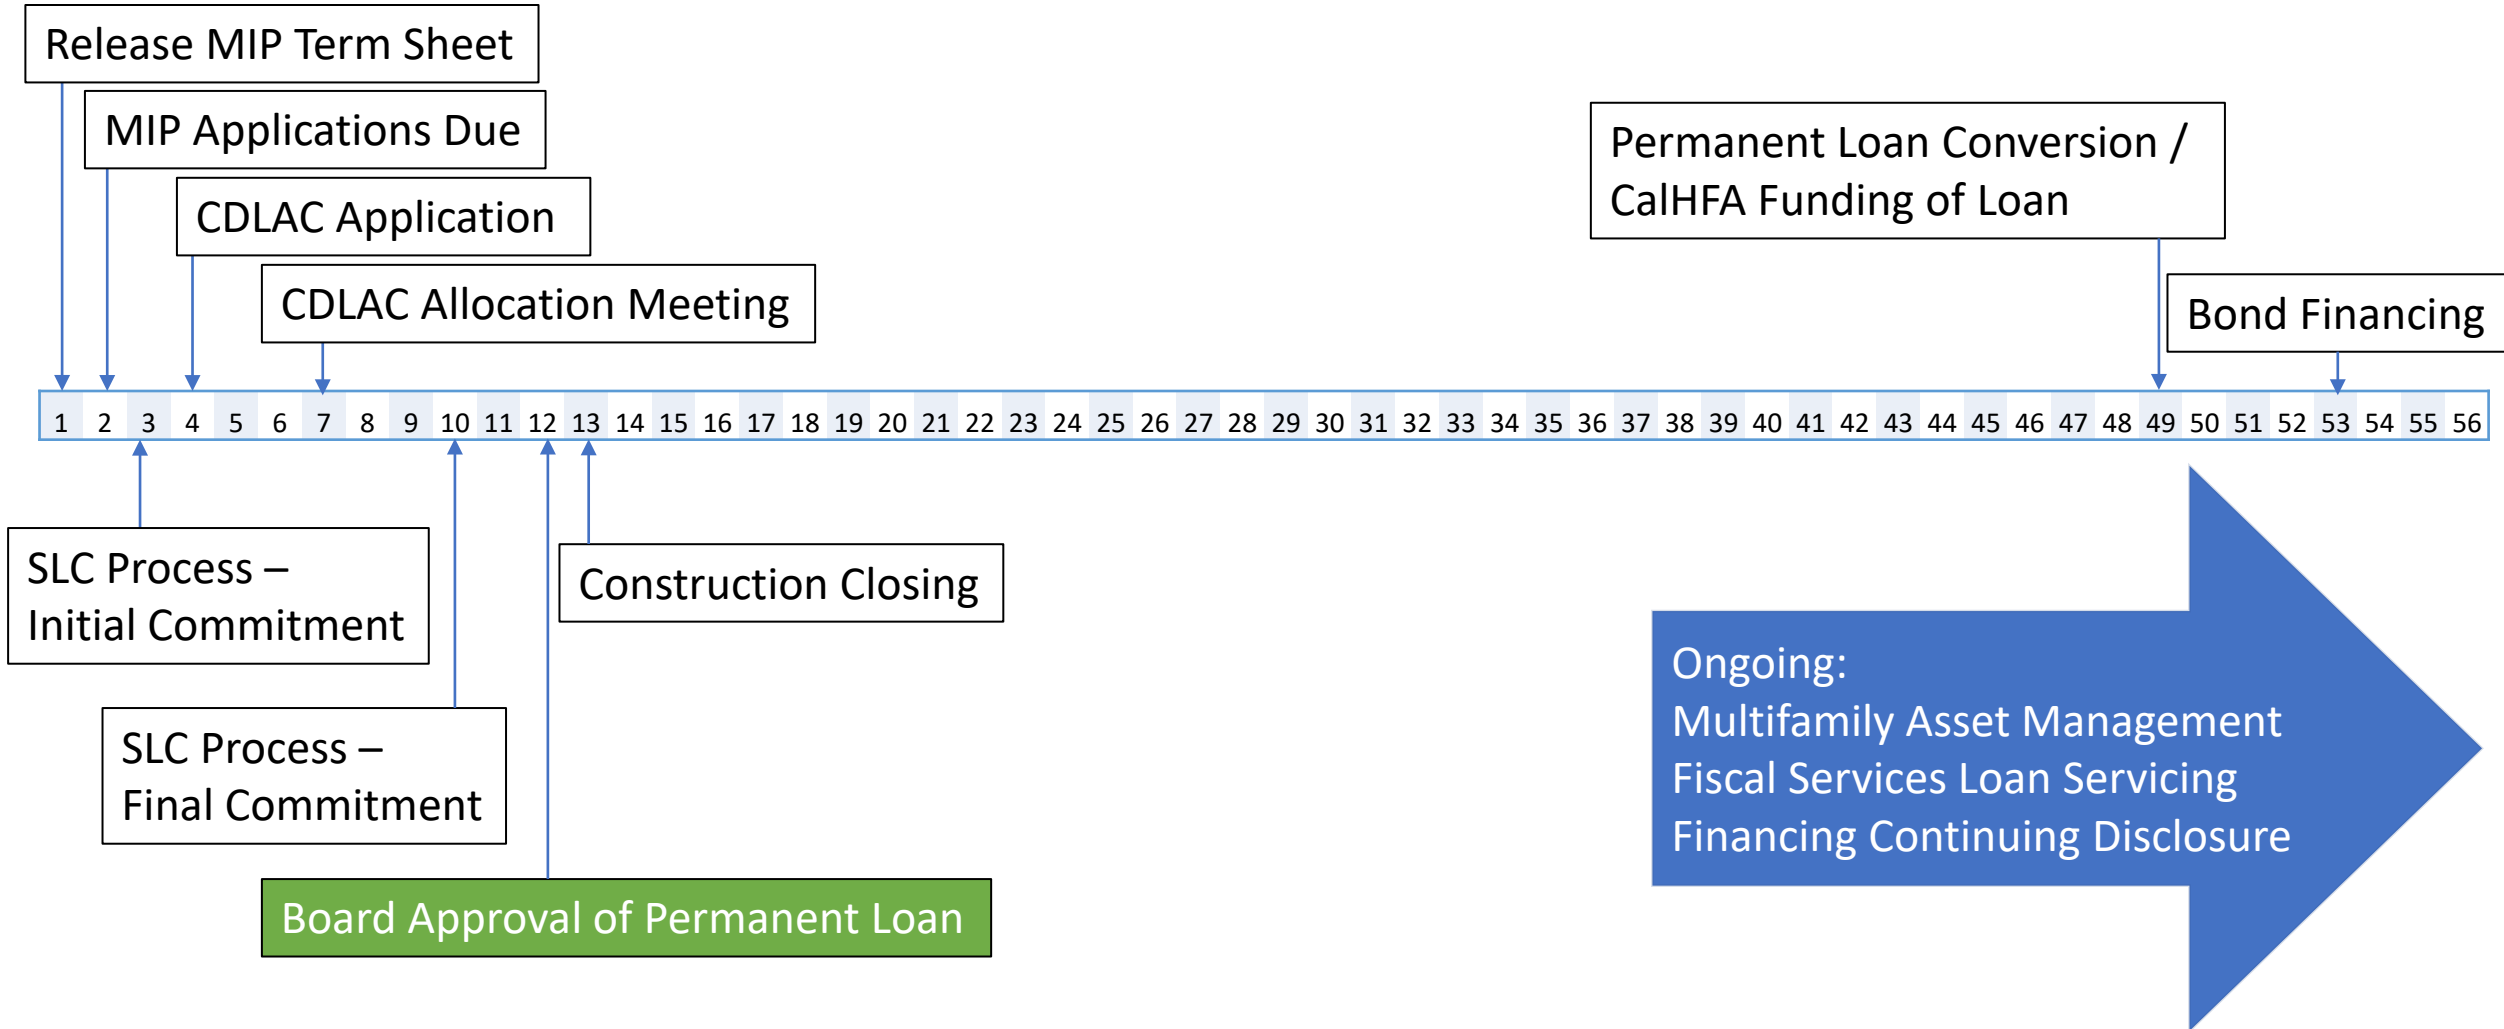 Release MIP Term Sheet
MIP Applications Due
CDLAC Application
CDLAC Allocation Meeting
Permanent Loan Conversion /
CalHFA Funding of Loan
Bond Financing
1 2 3 4 5 6 7 8 9 10 11 12 13 14 15 16 17 18 19 20 21 22 23 24 25 26 27 28 29 30 31 32 33 34 35 36 37 38 39 40 41 42 43 44 45 46 47 48 49 50 51 52 53 54 55 56
SLC Process –
Initial Commitment
SLC Process –
Final Commitment
Board Approval of Permanent Loan
Construction Closing
Ongoing:
Multifamily Asset Management
Fiscal Services Loan Servicing
Financing Continuing Disclosure